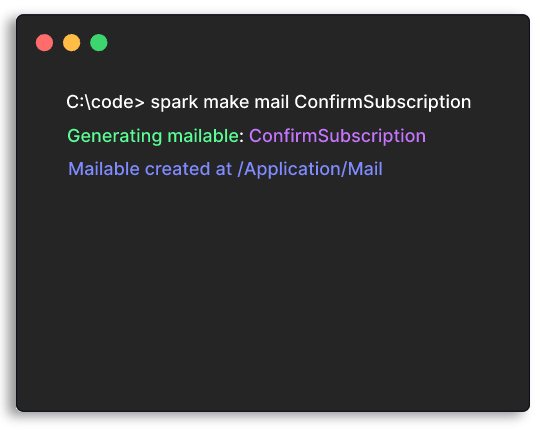 C:\code> spark make mail ConfirmSubscription
Generating mailable: ConfirmSubscription
Mailable created at /Application/Mail